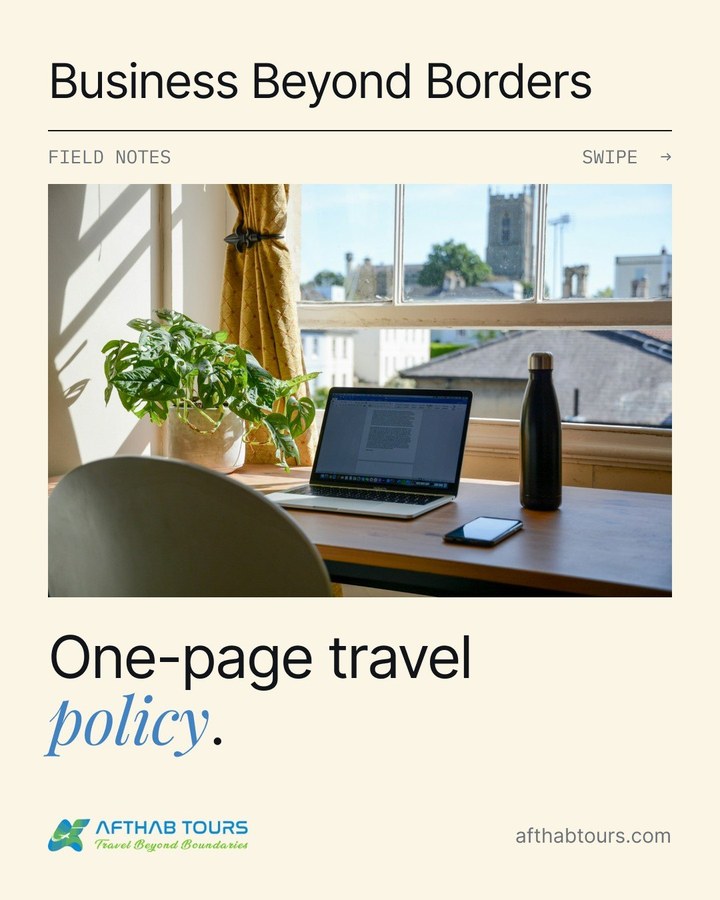 Business Beyond Borders
FIELD NOTES
SWIPE →
One-page travel
policy.
AFTHAB TOURS
Travel Beyond Boundaries
afthabtours.com